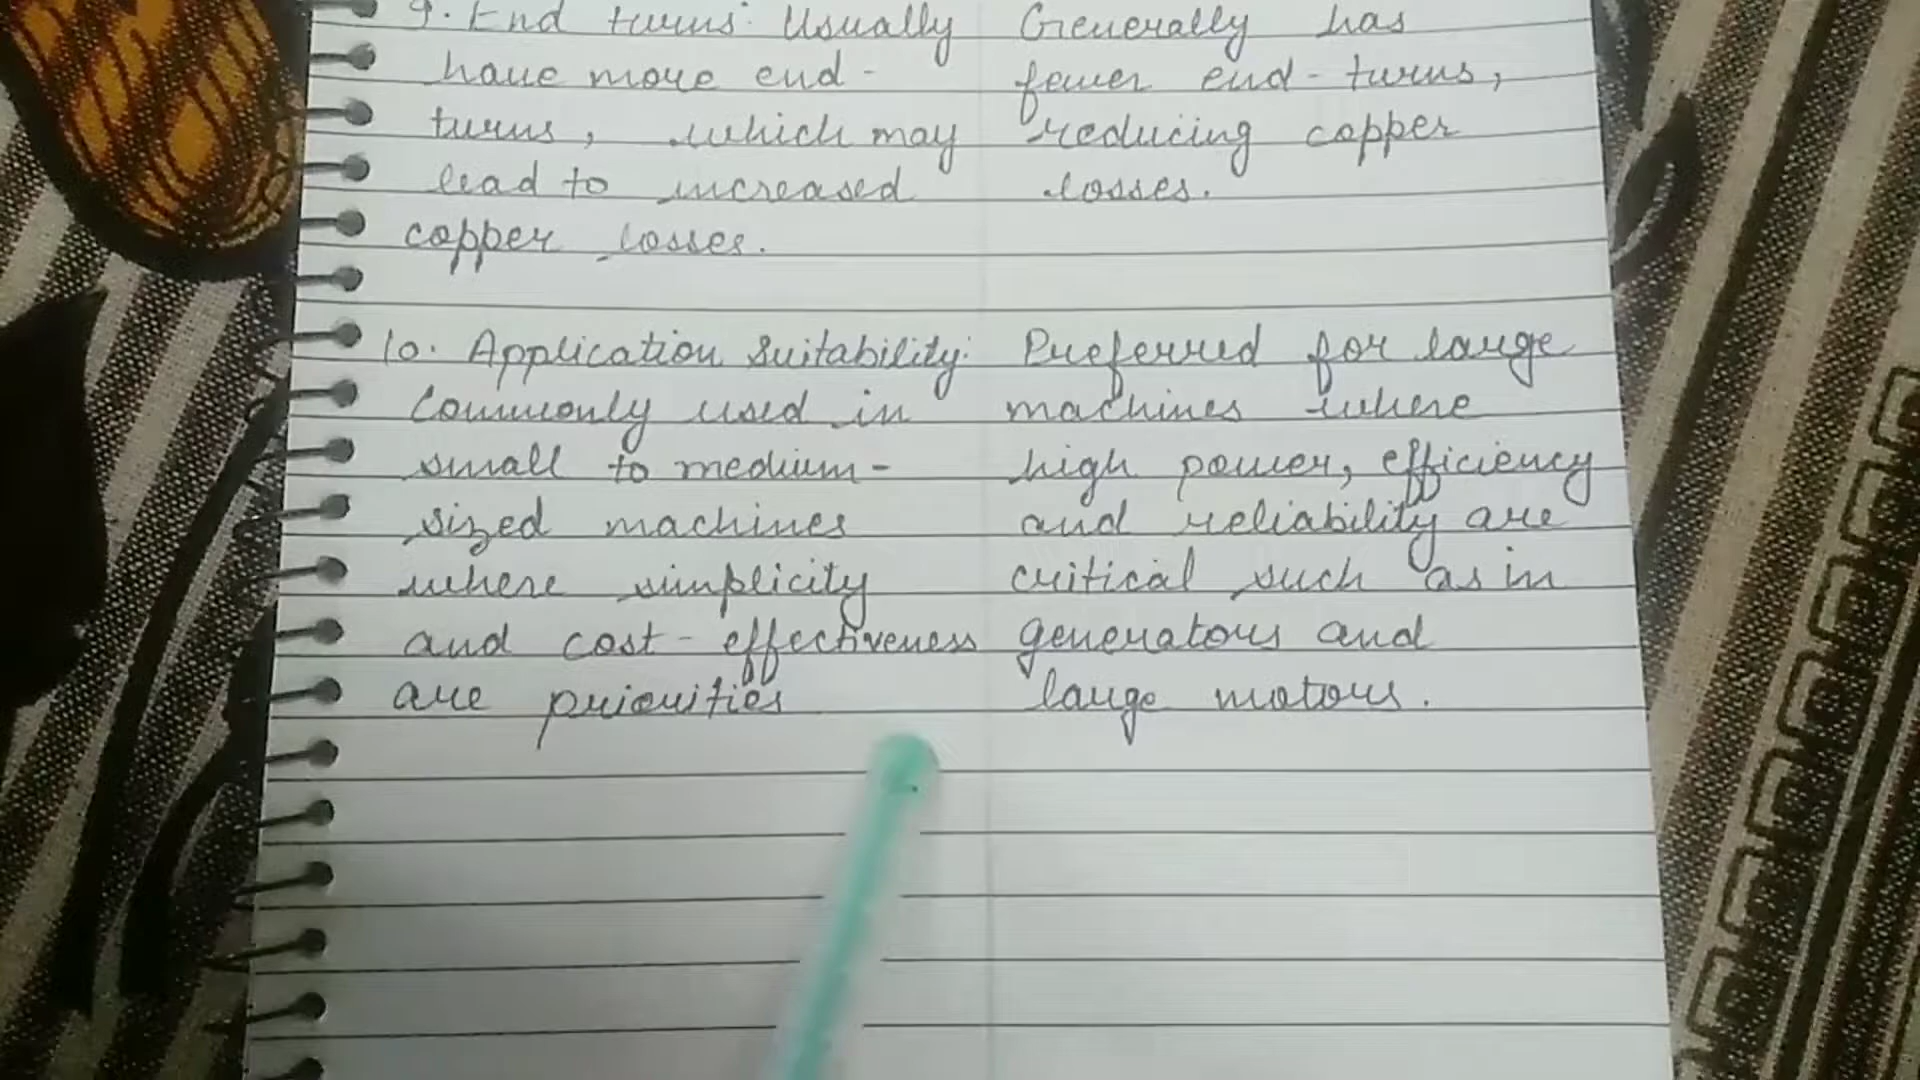 9. End turns: Usually
have more end-
turns, which may
lead to increased
copper losses.
Generally has
fewer end-turns,
reducing copper
losses.
10. Application Suitability:
Commonly used in
small to medium-
sized machines
where simplicity
and cost-effectiveness
are priorities
Preferred for large
machines where
high power, efficiency
and reliability are
critical such as in
generators and
large motors.